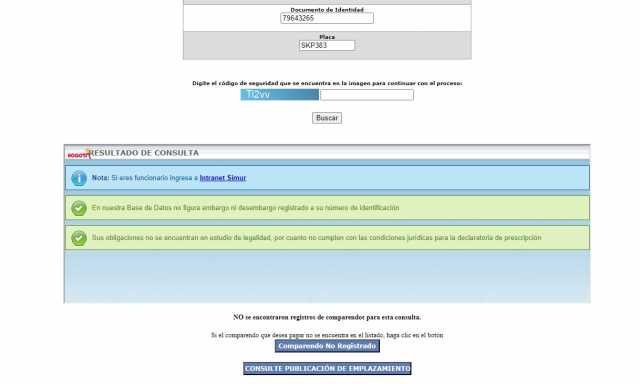 Documento de Identidad
79643265
Placa
SKP383
Digite el código de seguridad que se encuentra en la imagen para continuar con el proceso:
Ti2vv
Buscar
BOGOTÁ RESULTADO DE CONSULTA
Nota: Si ares funcionario ingresa a Intranet Simur
En nuestra Base de Datos no figura embargo ni desembargo registrado a su número de identificación
Sus obligaciones no se encuentran en estudio de legalidad, por cuanto no cumplen con las condiciones jurídicas para la declaratoria de prescripción
NO se encontraron registros de comparendos para esta consulta.
Si el comparendo que desea pagar no se encuentra en el listado, haga clic en el botón
Comparendo No Registrado
CONSULTE PUBLICACIÓN DE EMPLAZAMIENTO